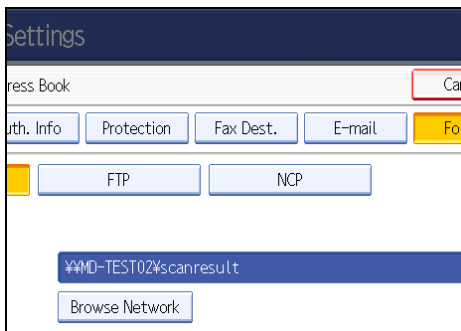 Settings
ress Book Ca
uth. Info Protection Fax Dest. E-mail Fo
FTP NCP
¥¥MD-TEST02¥scanresult
Browse Network